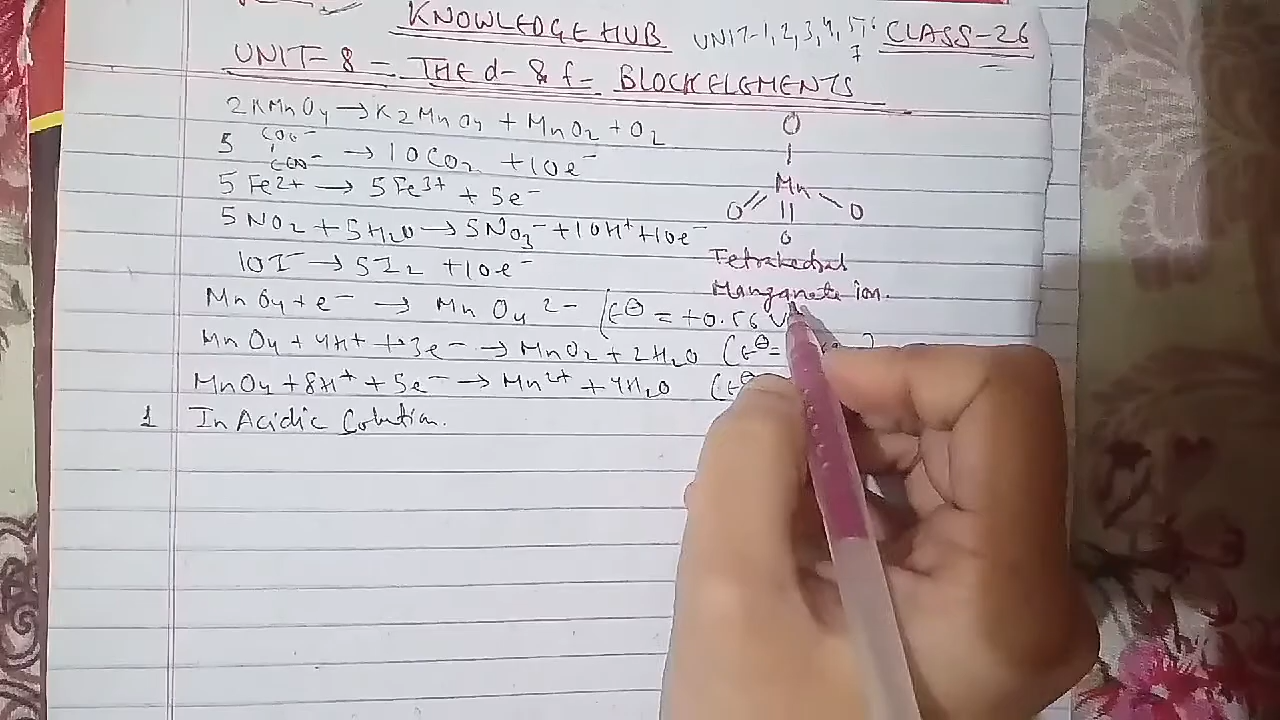 KNOWLEDGE HUB UNIT-1, 2, 3, 4, 5, 6 CLASS-26
7
UNIT-8 = THE d- & f- BLOCK ELEMENTS
2KMnO4 → K2MnO4 + MnO2 + O2
5 COO- COO- → 10CO2 + 10e-
5Fe2+ → 5Fe3+ + 5e-
5NO2 + 5H2O → 5NO3- + 10H+ + 10e-
10I- → 5I2 + 10e-
MnO4 + e- → MnO4 2- (E⊖ = +0.56 V
MnO4 + 4H+ + 3e- → MnO2 + 2H2O (E⊖ =
MnO4 + 8H+ + 5e- → Mn2+ + 4H2O (E⊖
1 In Acidic Solution.
O
Mn
O O
O
Tetrahedral
Manganate ion.